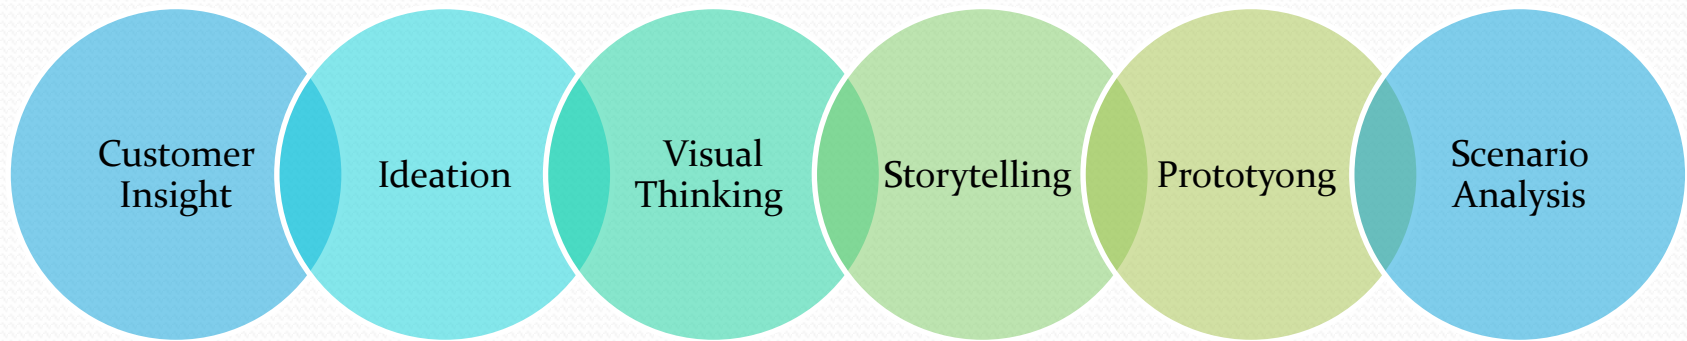 Customer
Insight
Ideation
Visual
Thinking
Storytelling
Prototyong
Scenario
Analysis